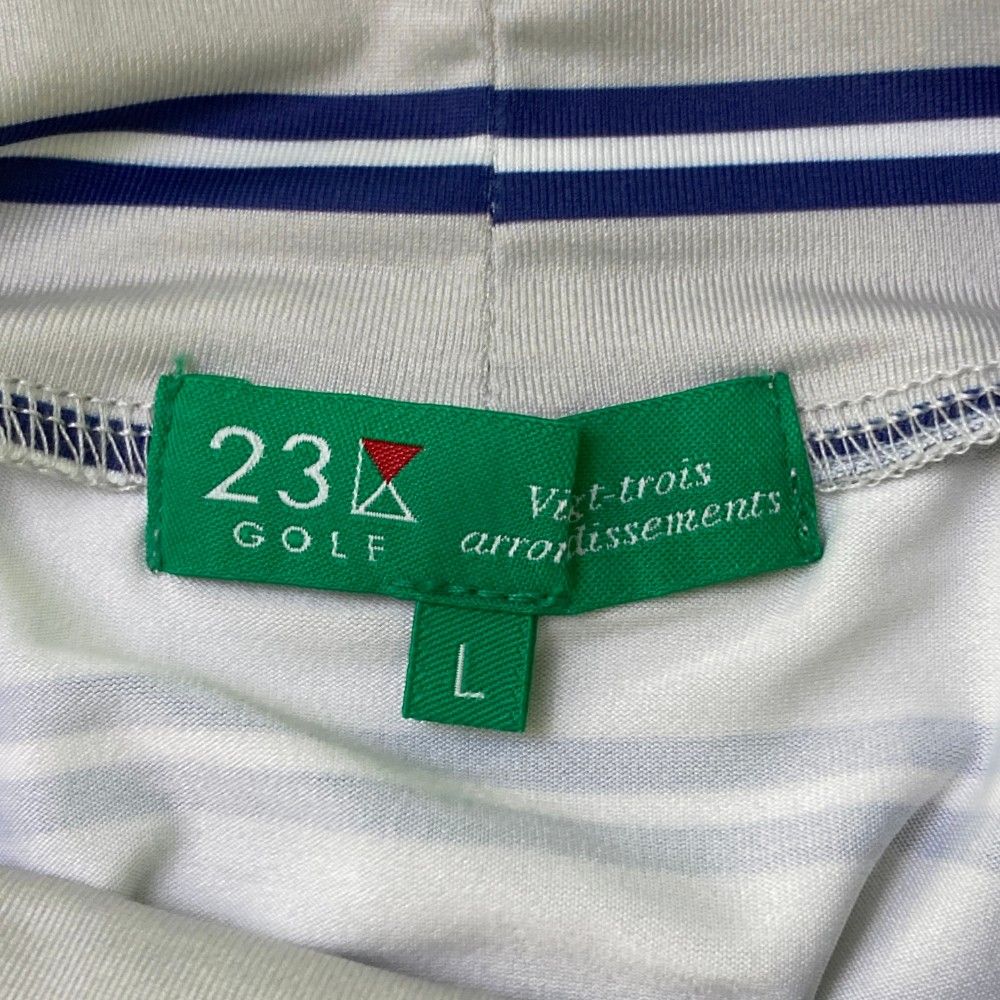 23
GOLF
Vigt-trois
arrondissements
L